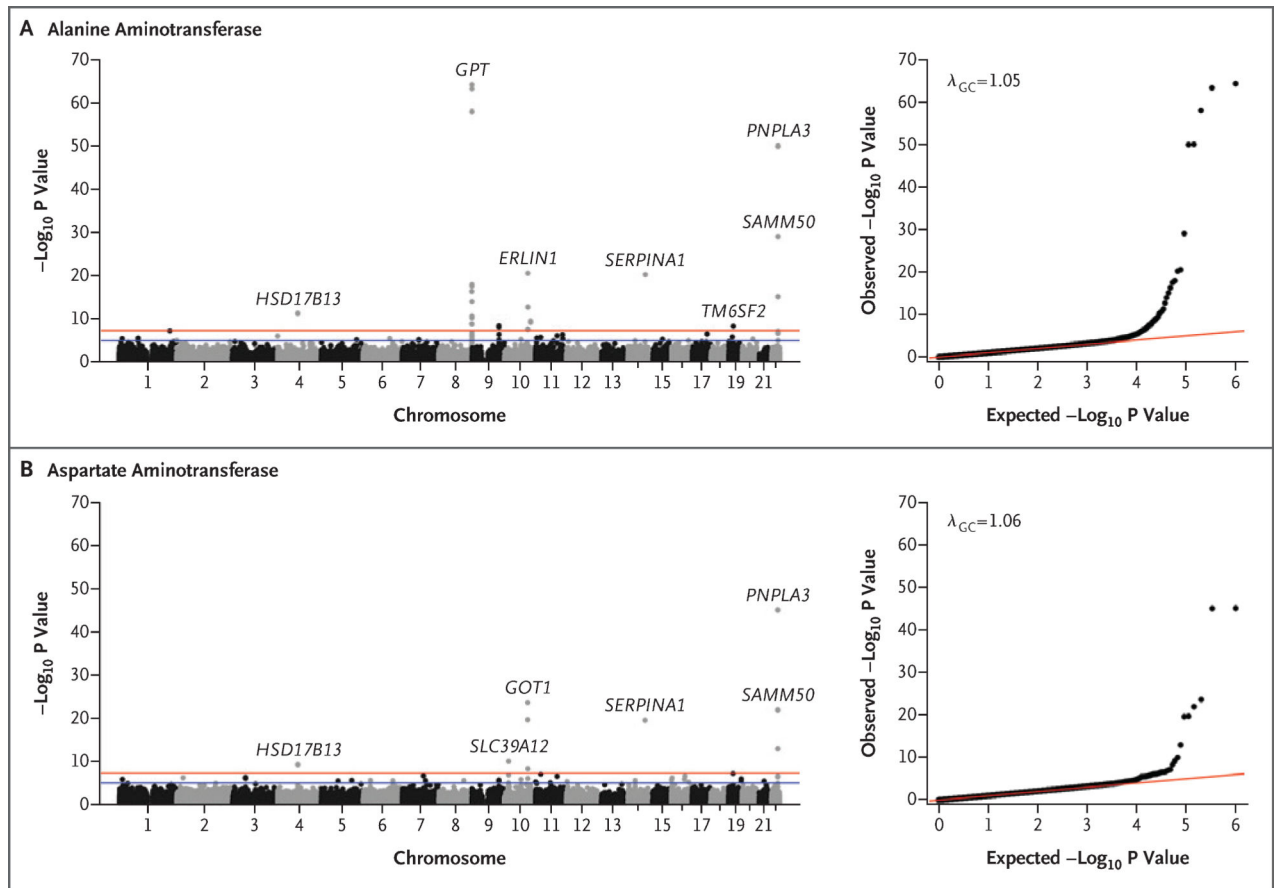 A Alanine Aminotransferase
70
60
50
40
30
20
10
0
−Log10 P Value
GPT
PNPLA3
SAMM50
ERLIN1
SERPINA1
HSD17B13
TM6SF2
1 2 3 4 5 6 7 8 9 10 11 12 13 15 17 19 21
Chromosome
λGC=1.05
70
60
50
40
30
20
10
0
Observed −Log10 P Value
0 1 2 3 4 5 6
Expected −Log10 P Value
B Aspartate Aminotransferase
70
60
50
40
30
20
10
0
−Log10 P Value
PNPLA3
GOT1
SERPINA1
SAMM50
HSD17B13
SLC39A12
1 2 3 4 5 6 7 8 9 10 11 12 13 15 17 19 21
Chromosome
λGC=1.06
70
60
50
40
30
20
10
0
Observed −Log10 P Value
0 1 2 3 4 5 6
Expected −Log10 P Value